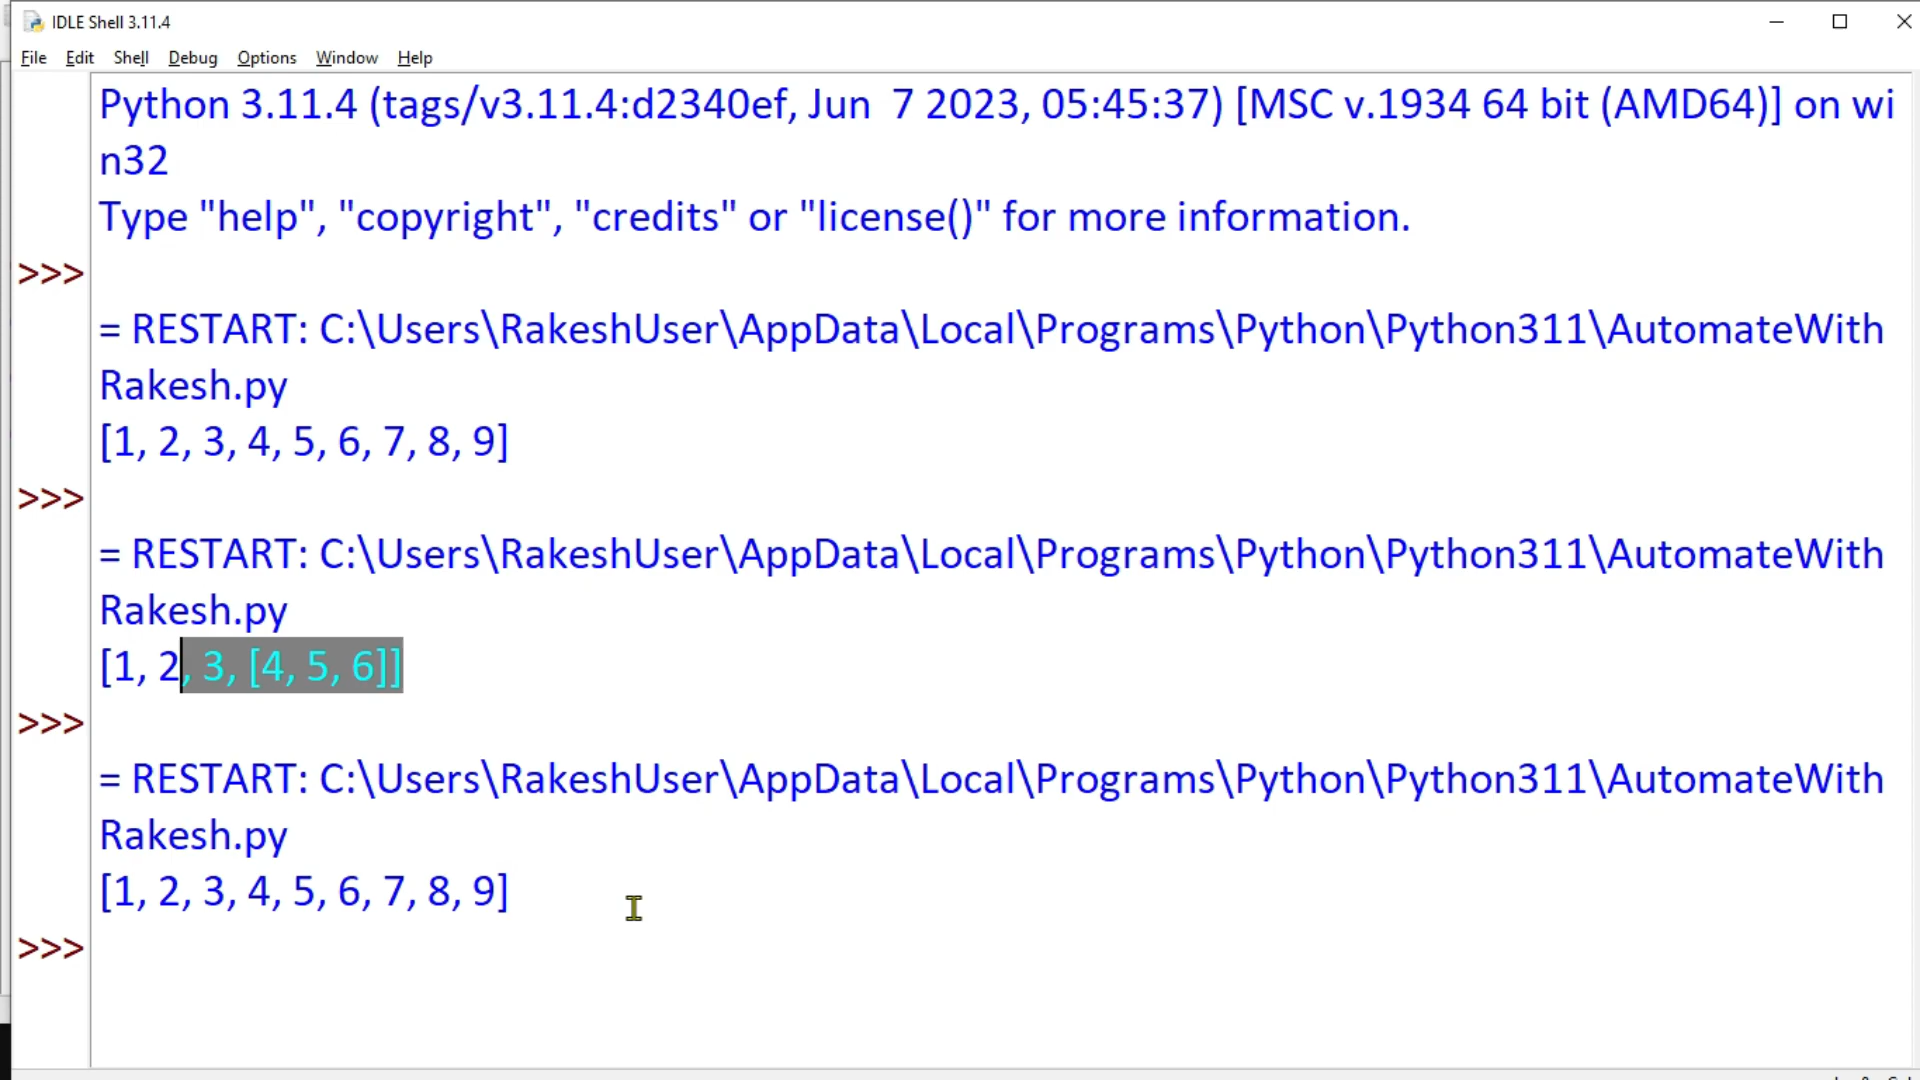 IDLE Shell 3.11.4
File Edit Shell Debug Options Window Help
Python 3.11.4 (tags/v3.11.4:d2340ef, Jun  7 2023, 05:45:37) [MSC v.1934 64 bit (AMD64)] on wi
n32
Type "help", "copyright", "credits" or "license()" for more information.
>>>
= RESTART: C:\Users\RakeshUser\AppData\Local\Programs\Python\Python311\AutomateWith
Rakesh.py
[1, 2, 3, 4, 5, 6, 7, 8, 9]
>>>
= RESTART: C:\Users\RakeshUser\AppData\Local\Programs\Python\Python311\AutomateWith
Rakesh.py
[1, 2, 3, [4, 5, 6]]
>>>
= RESTART: C:\Users\RakeshUser\AppData\Local\Programs\Python\Python311\AutomateWith
Rakesh.py
[1, 2, 3, 4, 5, 6, 7, 8, 9]
>>>